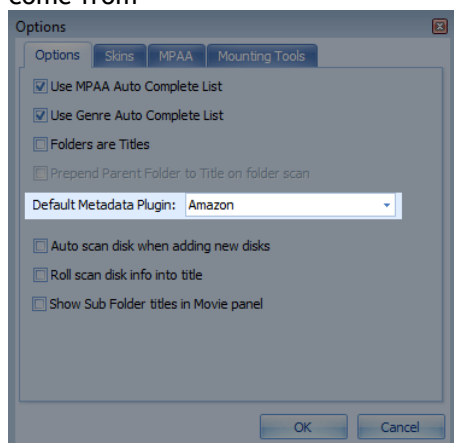 come from
Options
Options Skins MPAA Mounting Tools
Use MPAA Auto Complete List
Use Genre Auto Complete List
Folders are Titles
Prepend Parent Folder to Title on folder scan
Default Metadata Plugin: Amazon
Auto scan disk when adding new disks
Roll scan disk info into title
Show Sub Folder titles in Movie panel
OK Cancel